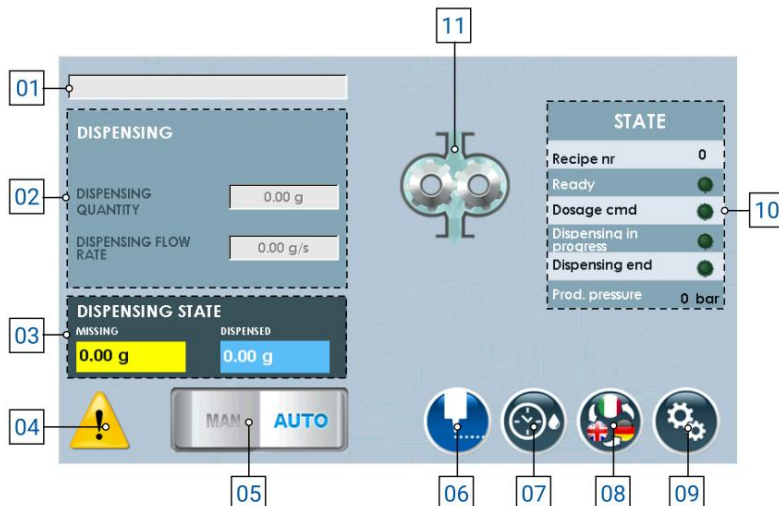 11
01
DISPENSING
02
DISPENSING
QUANTITY
0.00 g
DISPENSING FLOW
RATE
0.00 g/s
STATE
Recipe nr 0
Ready
Dosage cmd
Dispensing in
progress
Dispensing end
Prod. pressure 0 bar
10
03
DISPENSING STATE
MISSING DISPENSED
0.00 g 0.00 g
04
MAN AUTO
05
06
07
08
09